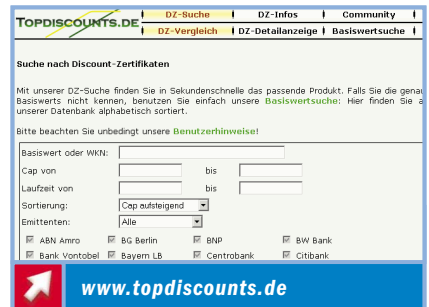 TOPDISCOUNTS.DE
DZ-Suche DZ-Infos Community
DZ-Vergleich DZ-Detailanzeige Basiswertsuche
Suche nach Discount-Zertifikaten
Mit unserer DZ-Suche finden Sie in Sekundenschnelle das passende Produkt. Falls Sie die genau
Basiswerts nicht kennen, benutzen Sie einfach unsere Basiswertsuche: Hier finden Sie a
unserer Datenbank alphabetisch sortiert.
Bitte beachten Sie unbedingt unsere Benutzerhinweise!
Basiswert oder WKN:
Cap von bis
Laufzeit von bis
Sortierung: Cap aufsteigend
Emittenten: Alle
ABN Amro BG Berlin BNP BW Bank
Bank Vontobel Bayern LB Centrobank Citibank
www.topdiscounts.de